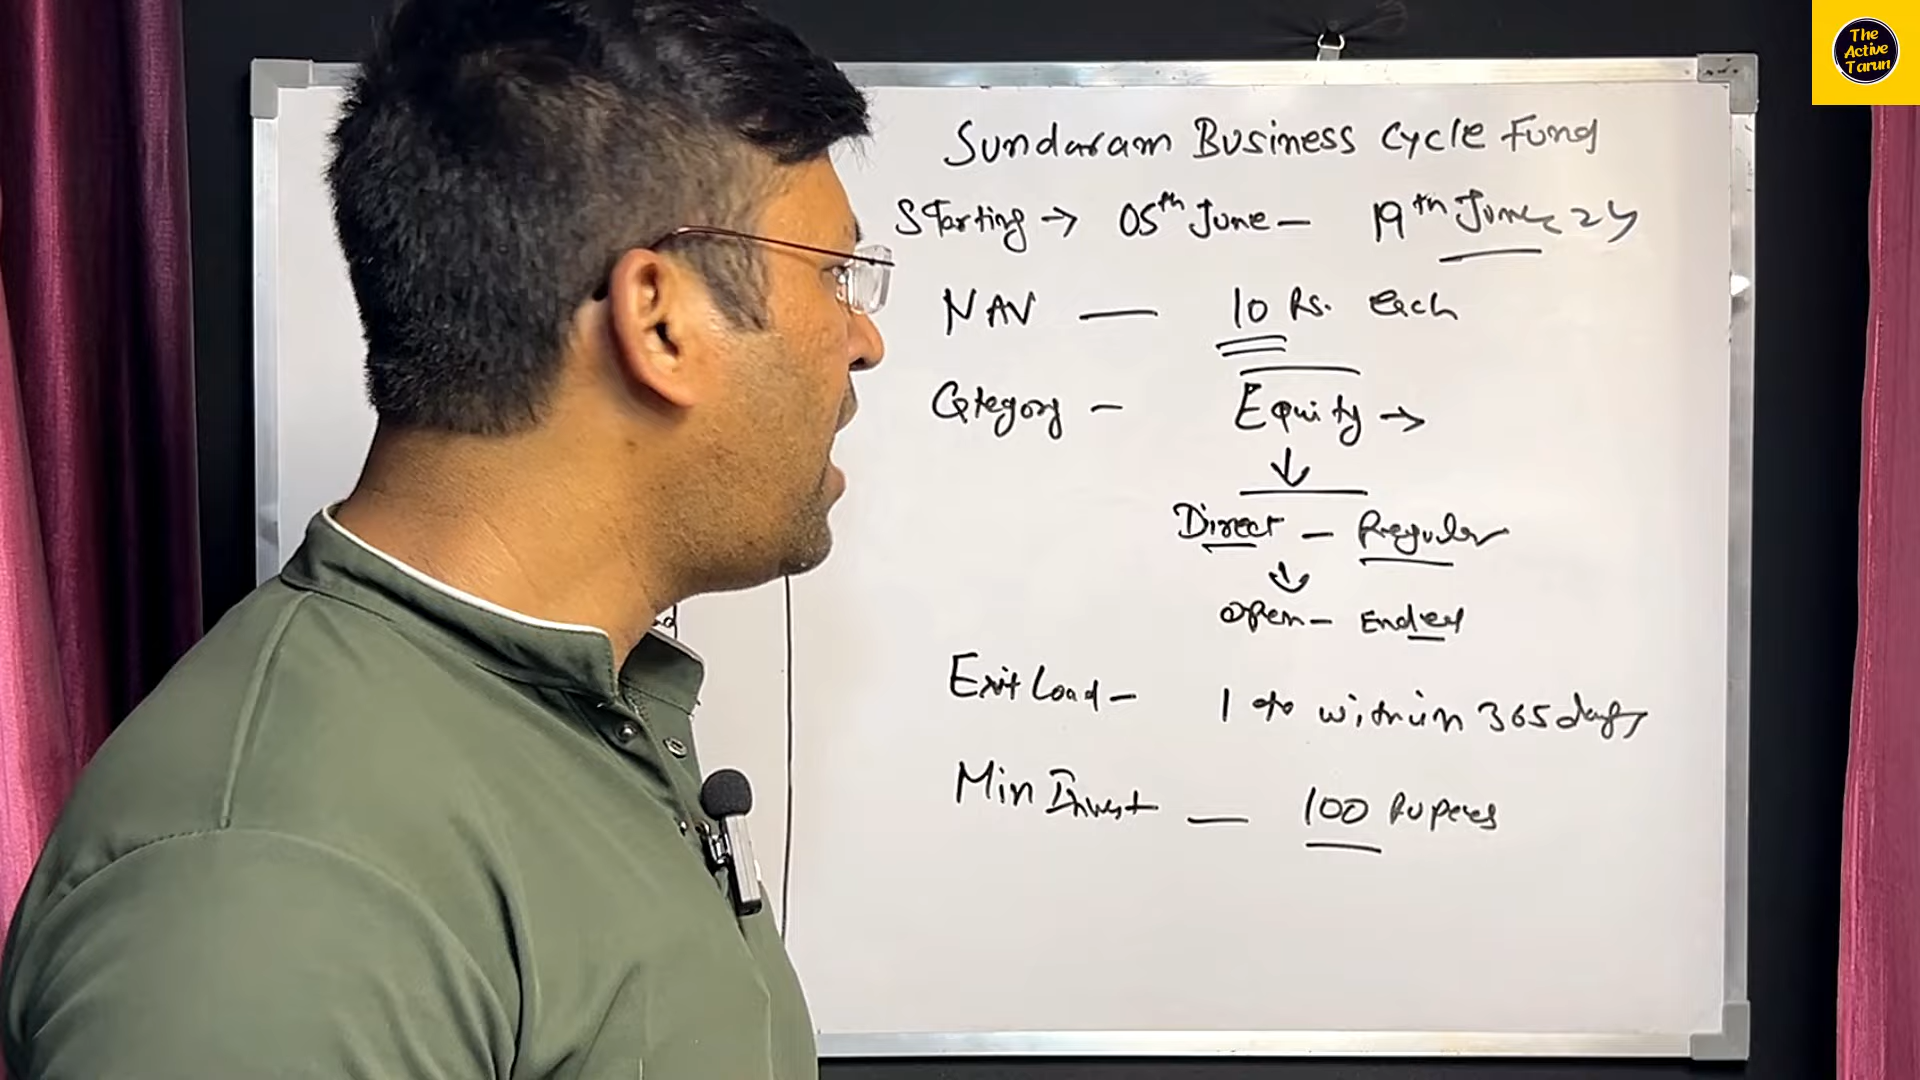 The
Active
Tarun
Sundaram Business Cycle Fund
Starting → 05th June – 19th June 24
NAV — 10 Rs. each
Category – Equity →
↓
Direct – Regular
↓
Open – Ended
Exit Load – 1 % within 365 days
Min Invest — 100 Rupees